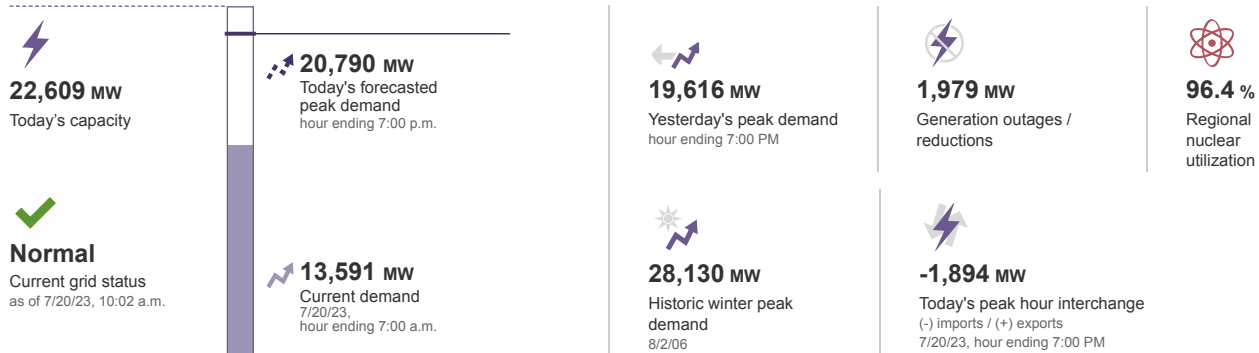 22,609 MW
Today's capacity
Normal
Current grid status
as of 7/20/23, 10:02 a.m.
20,790 MW
Today's forecasted
peak demand
hour ending 7:00 p.m.
13,591 MW
Current demand
7/20/23,
hour ending 7:00 a.m.
19,616 MW
Yesterday's peak demand
hour ending 7:00 PM
1,979 MW
Generation outages /
reductions
96.4 %
Regional
nuclear
utilization
28,130 MW
Historic winter peak
demand
8/2/06
-1,894 MW
Today's peak hour interchange
(-) imports / (+) exports
7/20/23, hour ending 7:00 PM